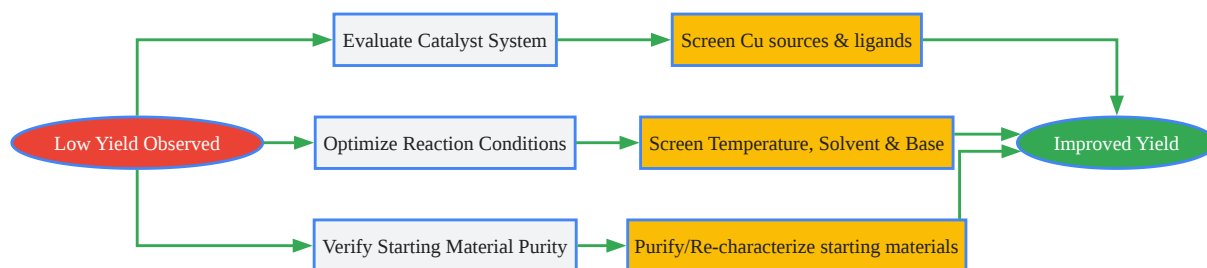 Evaluate Catalyst System
Screen Cu sources & ligands
Low Yield Observed
Optimize Reaction Conditions
Screen Temperature, Solvent & Base
Improved Yield
Verify Starting Material Purity
Purify/Re-characterize starting materials